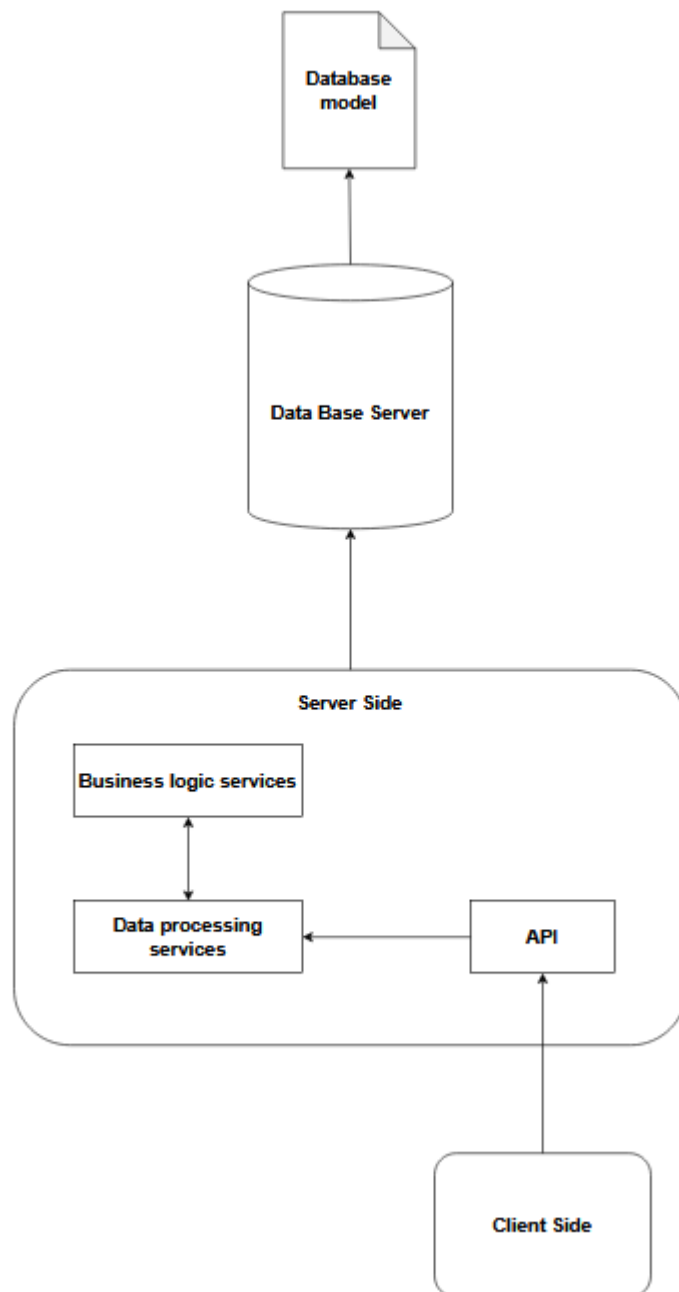 Database
model
Data Base Server
Server Side
Business logic services
Data processing
services
API
Client Side